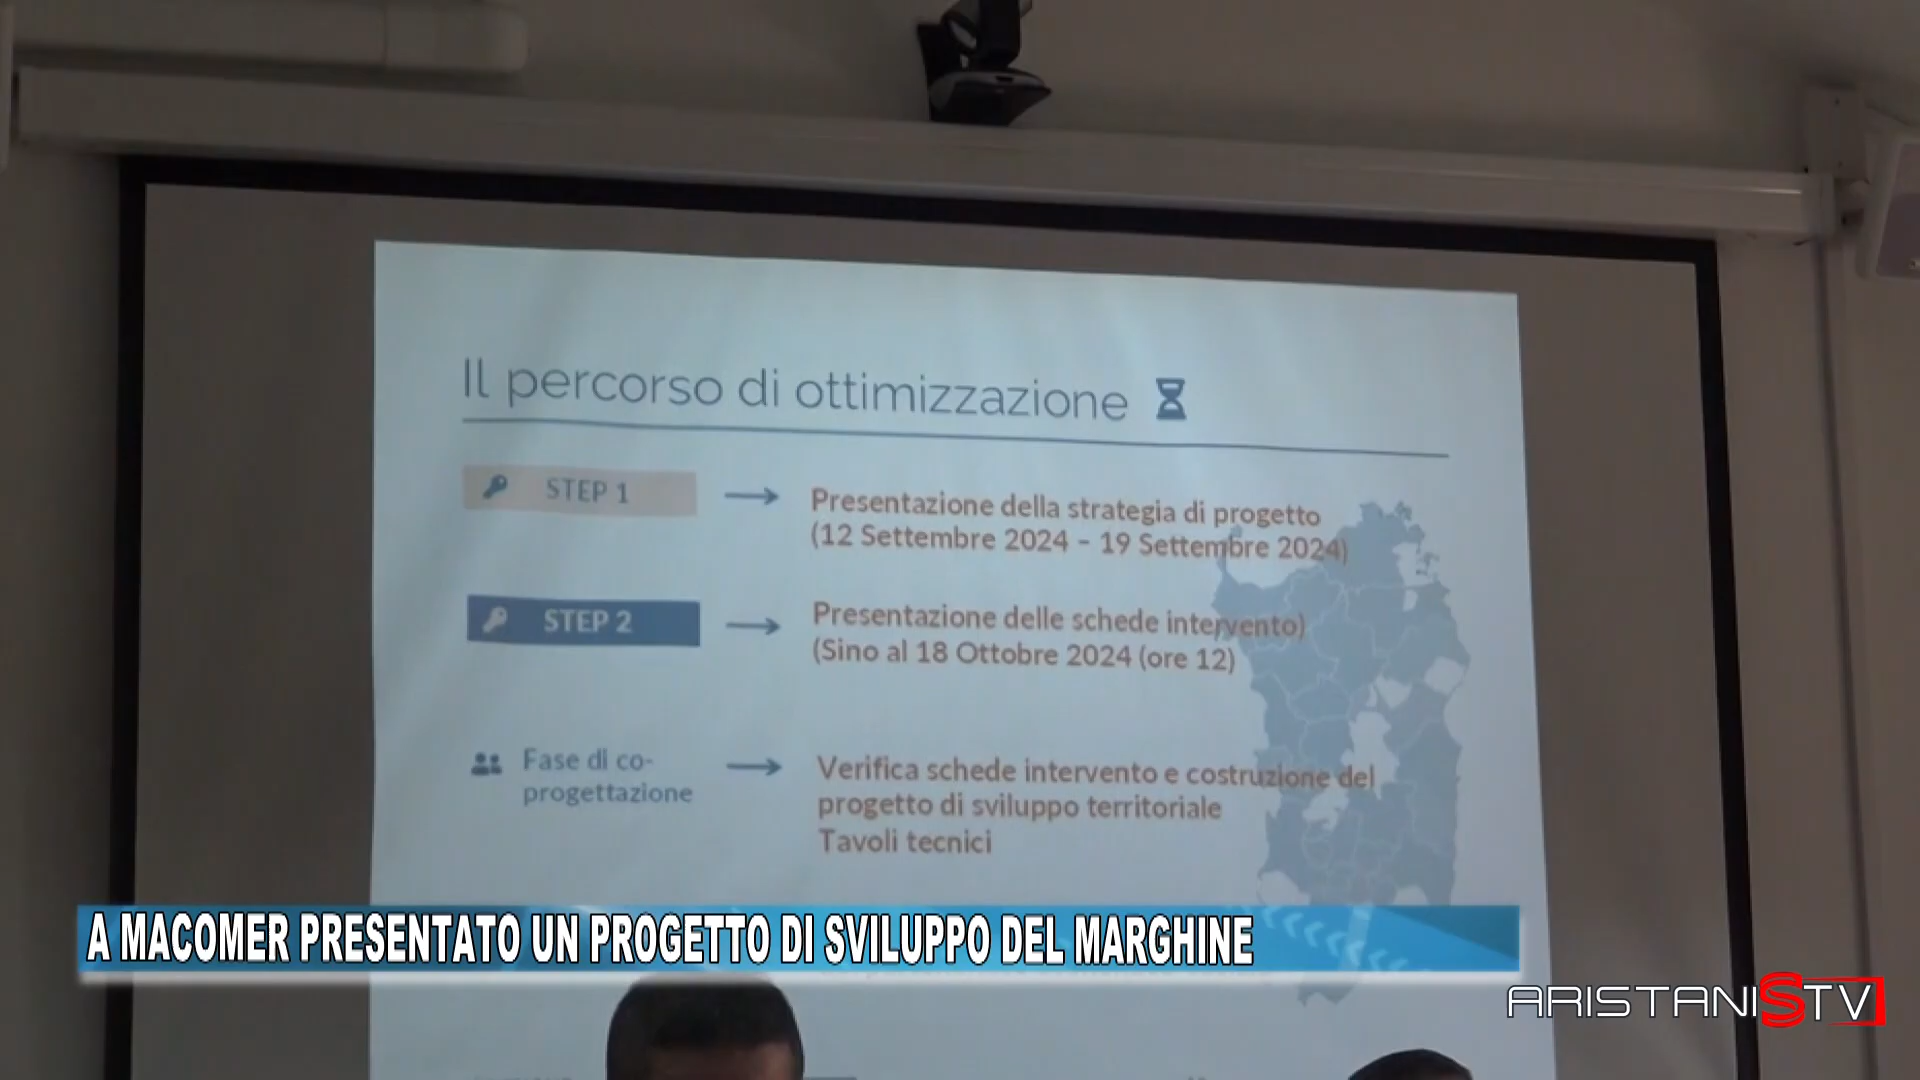 Il percorso di ottimizzazione
STEP 1
Presentazione della strategia di progetto
(12 Settembre 2024 – 19 Settembre 2024)
STEP 2
Presentazione delle schede intervento)
(Sino al 18 Ottobre 2024 (ore 12)
Fase di co-
progettazione
Verifica schede intervento e costruzione del
progetto di sviluppo territoriale
Tavoli tecnici
A MACOMER PRESENTATO UN PROGETTO DI SVILUPPO DEL MARGHINE
ARISTANISTV